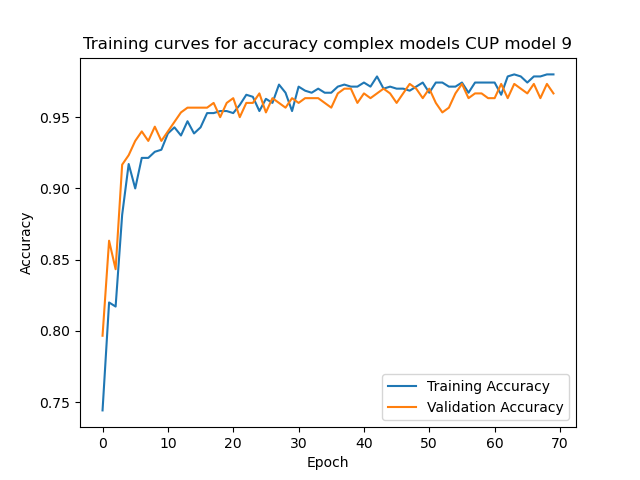 Training curves for accuracy complex models CUP model 9
Accuracy
0.95
0.90
0.85
0.80
0.75
0 10 20 30 40 50 60 70
Epoch
Training Accuracy
Validation Accuracy